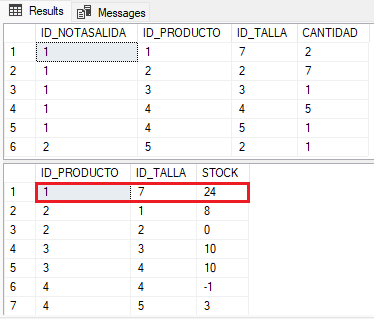 Results Messages
ID_NOTASALIDA ID_PRODUCTO ID_TALLA CANTIDAD
1 1 1 7 2
2 1 2 2 7
3 1 3 3 1
4 1 4 4 5
5 1 4 5 1
6 2 5 2 1
ID_PRODUCTO ID_TALLA STOCK
1 1 7 24
2 2 1 8
3 2 2 0
4 3 3 10
5 3 4 10
6 4 4 -1
7 4 5 3